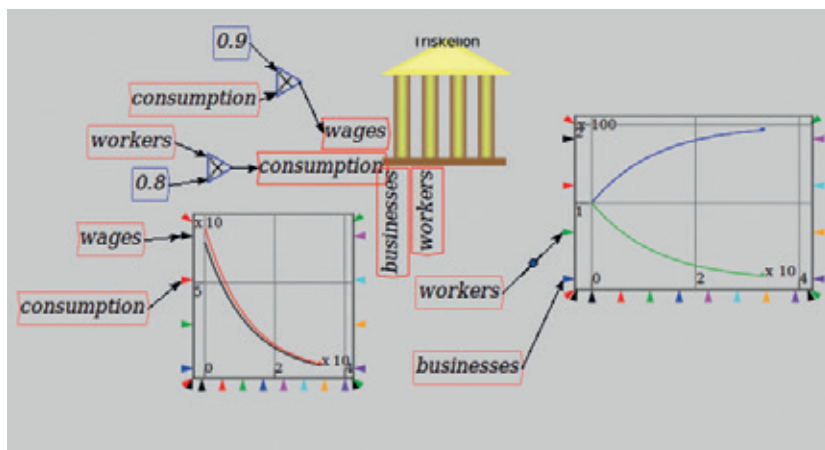 Triskelion
0.9
consumption
wages
workers
consumption
0.8
businesses
workers
wages
consumption
x 10
5
0
2
x 10
4
100
1
0
2
x 10
4
workers
businesses